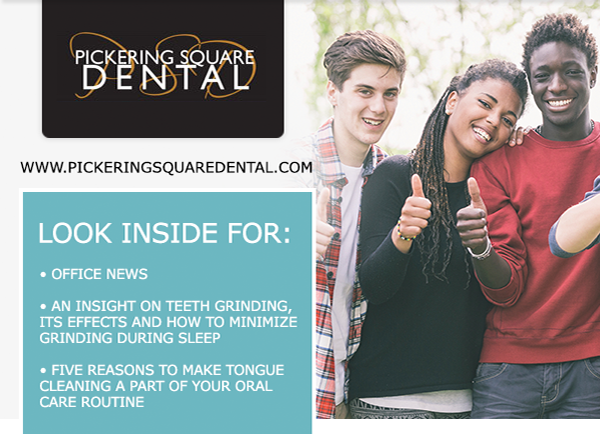 PICKERING SQUARE
DENTAL
WWW.PICKERINGSQUAREDENTAL.COM
LOOK INSIDE FOR:
• OFFICE NEWS
• AN INSIGHT ON TEETH GRINDING,
ITS EFFECTS AND HOW TO MINIMIZE
GRINDING DURING SLEEP
• FIVE REASONS TO MAKE TONGUE
CLEANING A PART OF YOUR ORAL
CARE ROUTINE